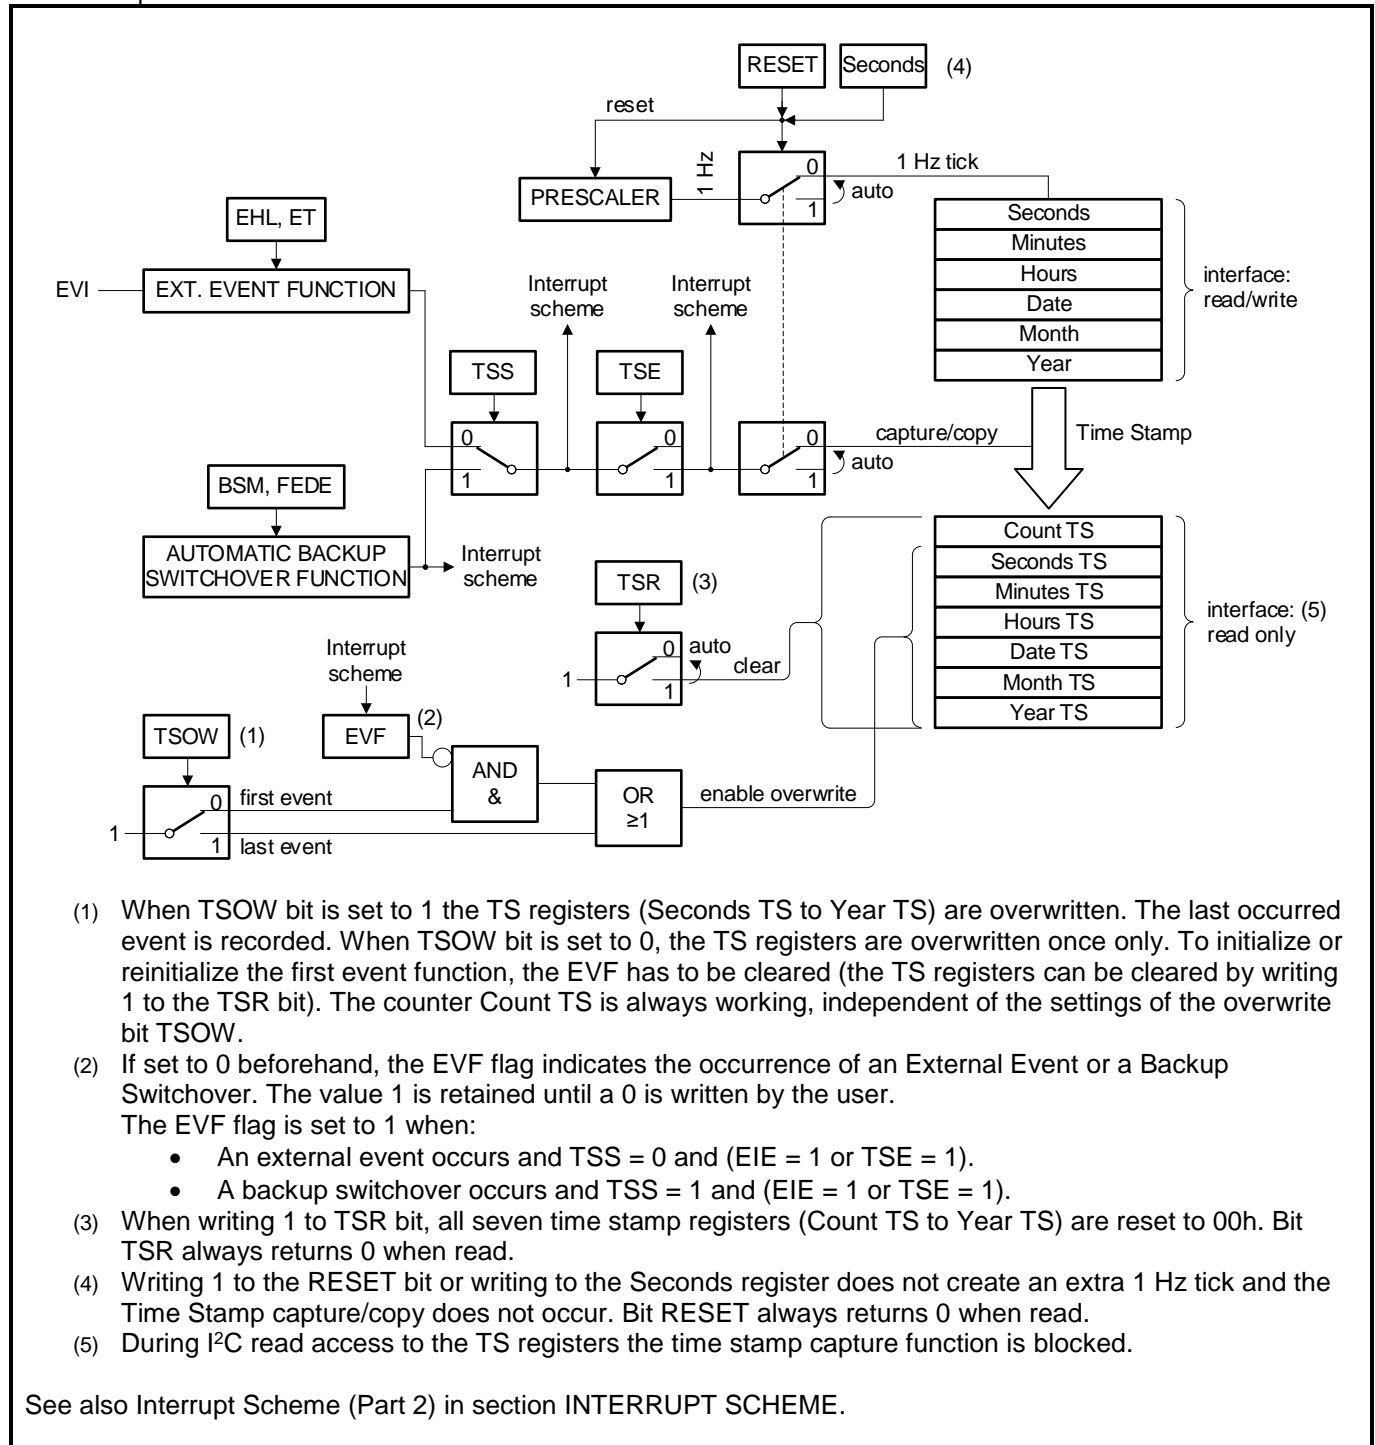 RESET
Seconds
(4)
reset
1 Hz
0
1 Hz tick
PRESCALER
auto
1
EHL, ET
Seconds
Minutes
Hours
Date
Month
Year
interface:
read/write
EVI
EXT. EVENT FUNCTION
Interrupt
scheme
Interrupt
scheme
TSS
TSE
0
1
0
1
0
1
capture/copy
auto
Time Stamp
BSM, FEDE
AUTOMATIC BACKUP
SWITCHOVER FUNCTION
Interrupt
scheme
Count TS
Seconds TS
Minutes TS
Hours TS
Date TS
Month TS
Year TS
interface: (5)
read only
TSR
(3)
1
0
1
auto
clear
Interrupt
scheme
TSOW
(1)
EVF
(2)
AND
&
OR
≥1
enable overwrite
1
0
first event
1
last event
(1) When TSOW bit is set to 1 the TS registers (Seconds TS to Year TS) are overwritten. The last occurred
event is recorded. When TSOW bit is set to 0, the TS registers are overwritten once only. To initialize or
reinitialize the first event function, the EVF has to be cleared (the TS registers can be cleared by writing
1 to the TSR bit). The counter Count TS is always working, independent of the settings of the overwrite
bit TSOW.
(2) If set to 0 beforehand, the EVF flag indicates the occurrence of an External Event or a Backup
Switchover. The value 1 is retained until a 0 is written by the user.
The EVF flag is set to 1 when:
• An external event occurs and TSS = 0 and (EIE = 1 or TSE = 1).
• A backup switchover occurs and TSS = 1 and (EIE = 1 or TSE = 1).
(3) When writing 1 to TSR bit, all seven time stamp registers (Count TS to Year TS) are reset to 00h. Bit
TSR always returns 0 when read.
(4) Writing 1 to the RESET bit or writing to the Seconds register does not create an extra 1 Hz tick and the
Time Stamp capture/copy does not occur. Bit RESET always returns 0 when read.
(5) During I²C read access to the TS registers the time stamp capture function is blocked.
See also Interrupt Scheme (Part 2) in section INTERRUPT SCHEME.